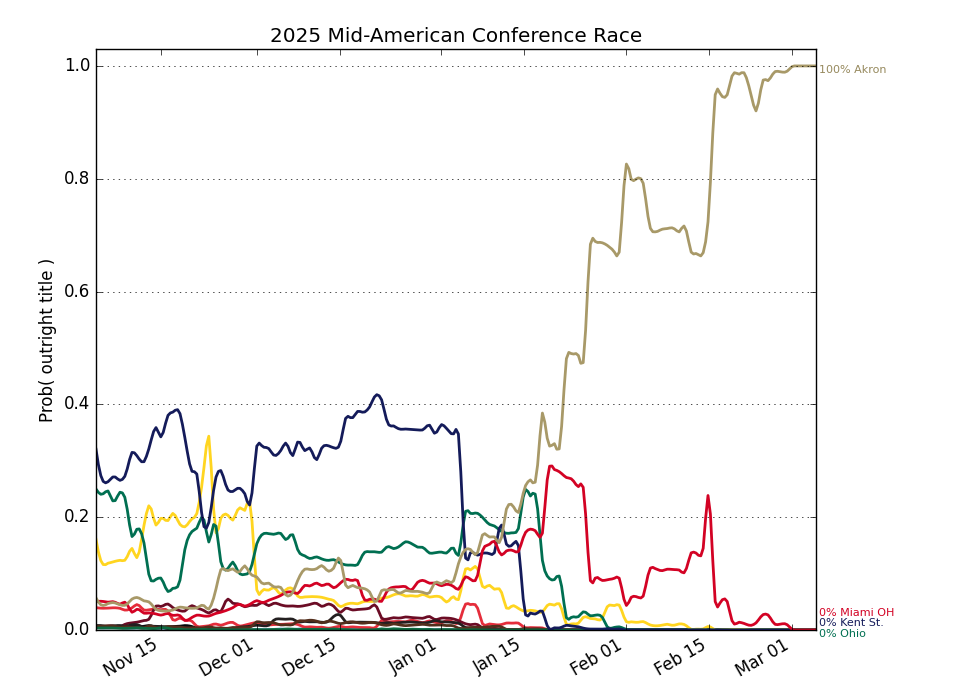 2025 Mid-American Conference Race
Prob( outright title )
1.0
0.8
0.6
0.4
0.2
0.0
100% Akron
0% Miami OH
0% Kent St.
0% Ohio
Nov 15
Dec 01
Dec 15
Jan 01
Jan 15
Feb 01
Feb 15
Mar 01